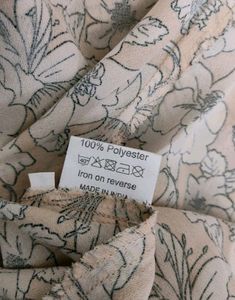 100% Polyester
Iron on reverse
MADE IN INDIA